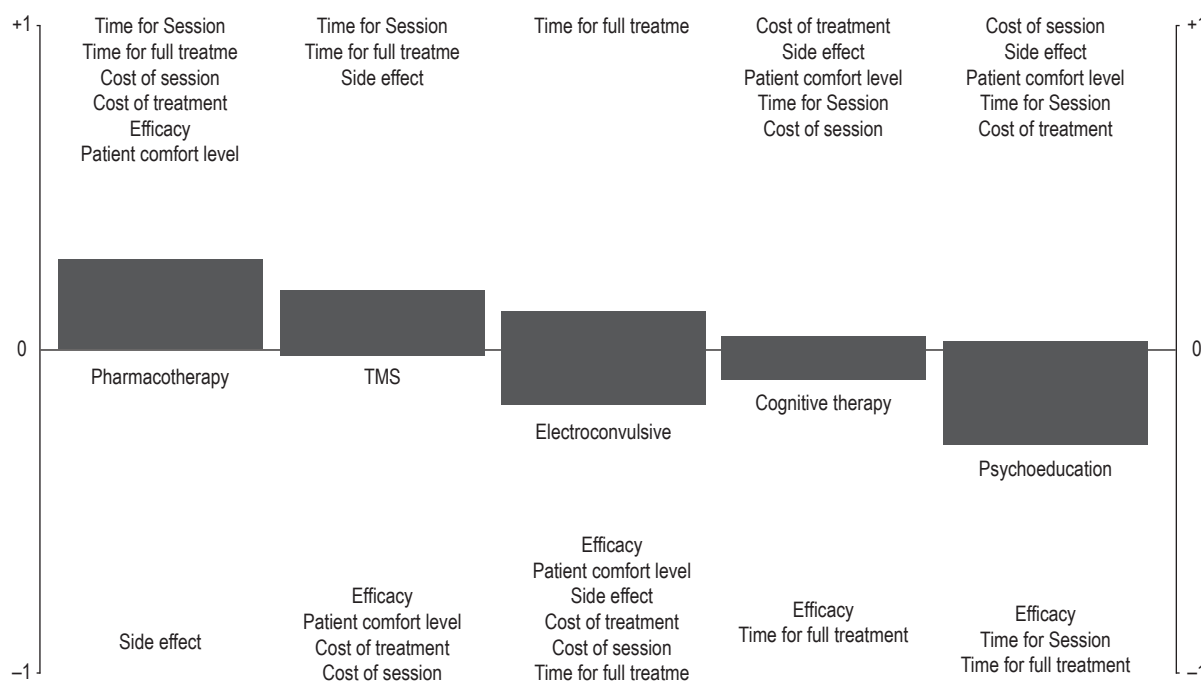 +1
Time for Session
Time for full treatme
Cost of session
Cost of treatment
Efficacy
Patient comfort level
Time for Session
Time for full treatme
Side effect
Time for full treatme
Cost of treatment
Side effect
Patient comfort level
Time for Session
Cost of session
Cost of session
Side effect
Patient comfort level
Time for Session
Cost of treatment
+1
0
Pharmacotherapy
TMS
Electroconvulsive
Cognitive therapy
Psychoeducation
0
Side effect
Efficacy
Patient comfort level
Cost of treatment
Cost of session
Efficacy
Patient comfort level
Side effect
Cost of treatment
Cost of session
Time for full treatme
Efficacy
Time for full treatment
Efficacy
Time for Session
Time for full treatment
–1
–1